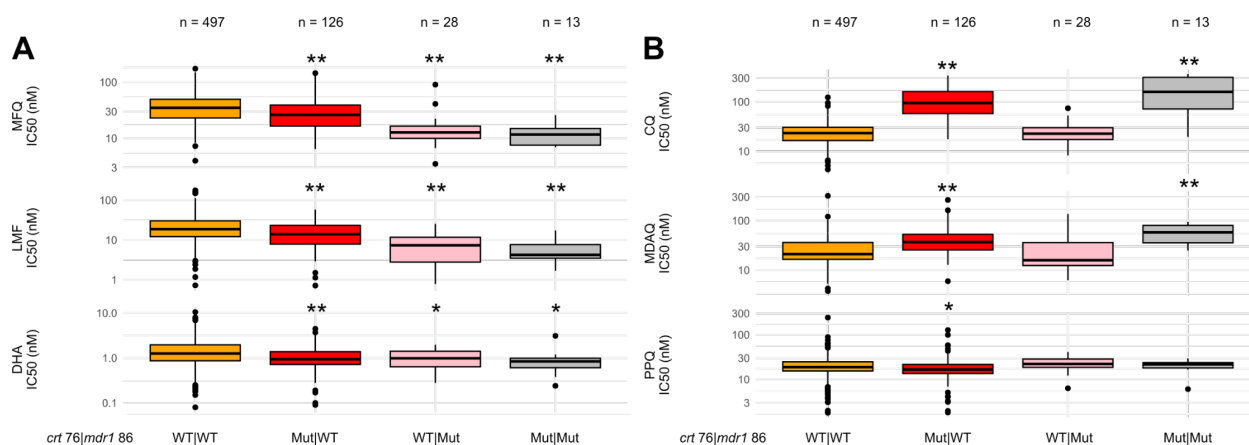 n = 497 n = 126 n = 28 n = 13 n = 497 n = 126 n = 28 n = 13
A B
** ** ** ** **
MFQ
IC50 (nM)
100
30
10
3
CQ
IC50 (nM)
300
100
30
10
** ** ** ** **
LMF
IC50 (nM)
100
10
1
MDAQ
IC50 (nM)
300
100
30
10
** * * *
DHA
IC50 (nM)
10.0
1.0
0.1
PPQ
IC50 (nM)
300
100
30
10
3
crt 76|mdr1 86 WT|WT Mut|WT WT|Mut Mut|Mut crt 76|mdr1 86 WT|WT Mut|WT WT|Mut Mut|Mut